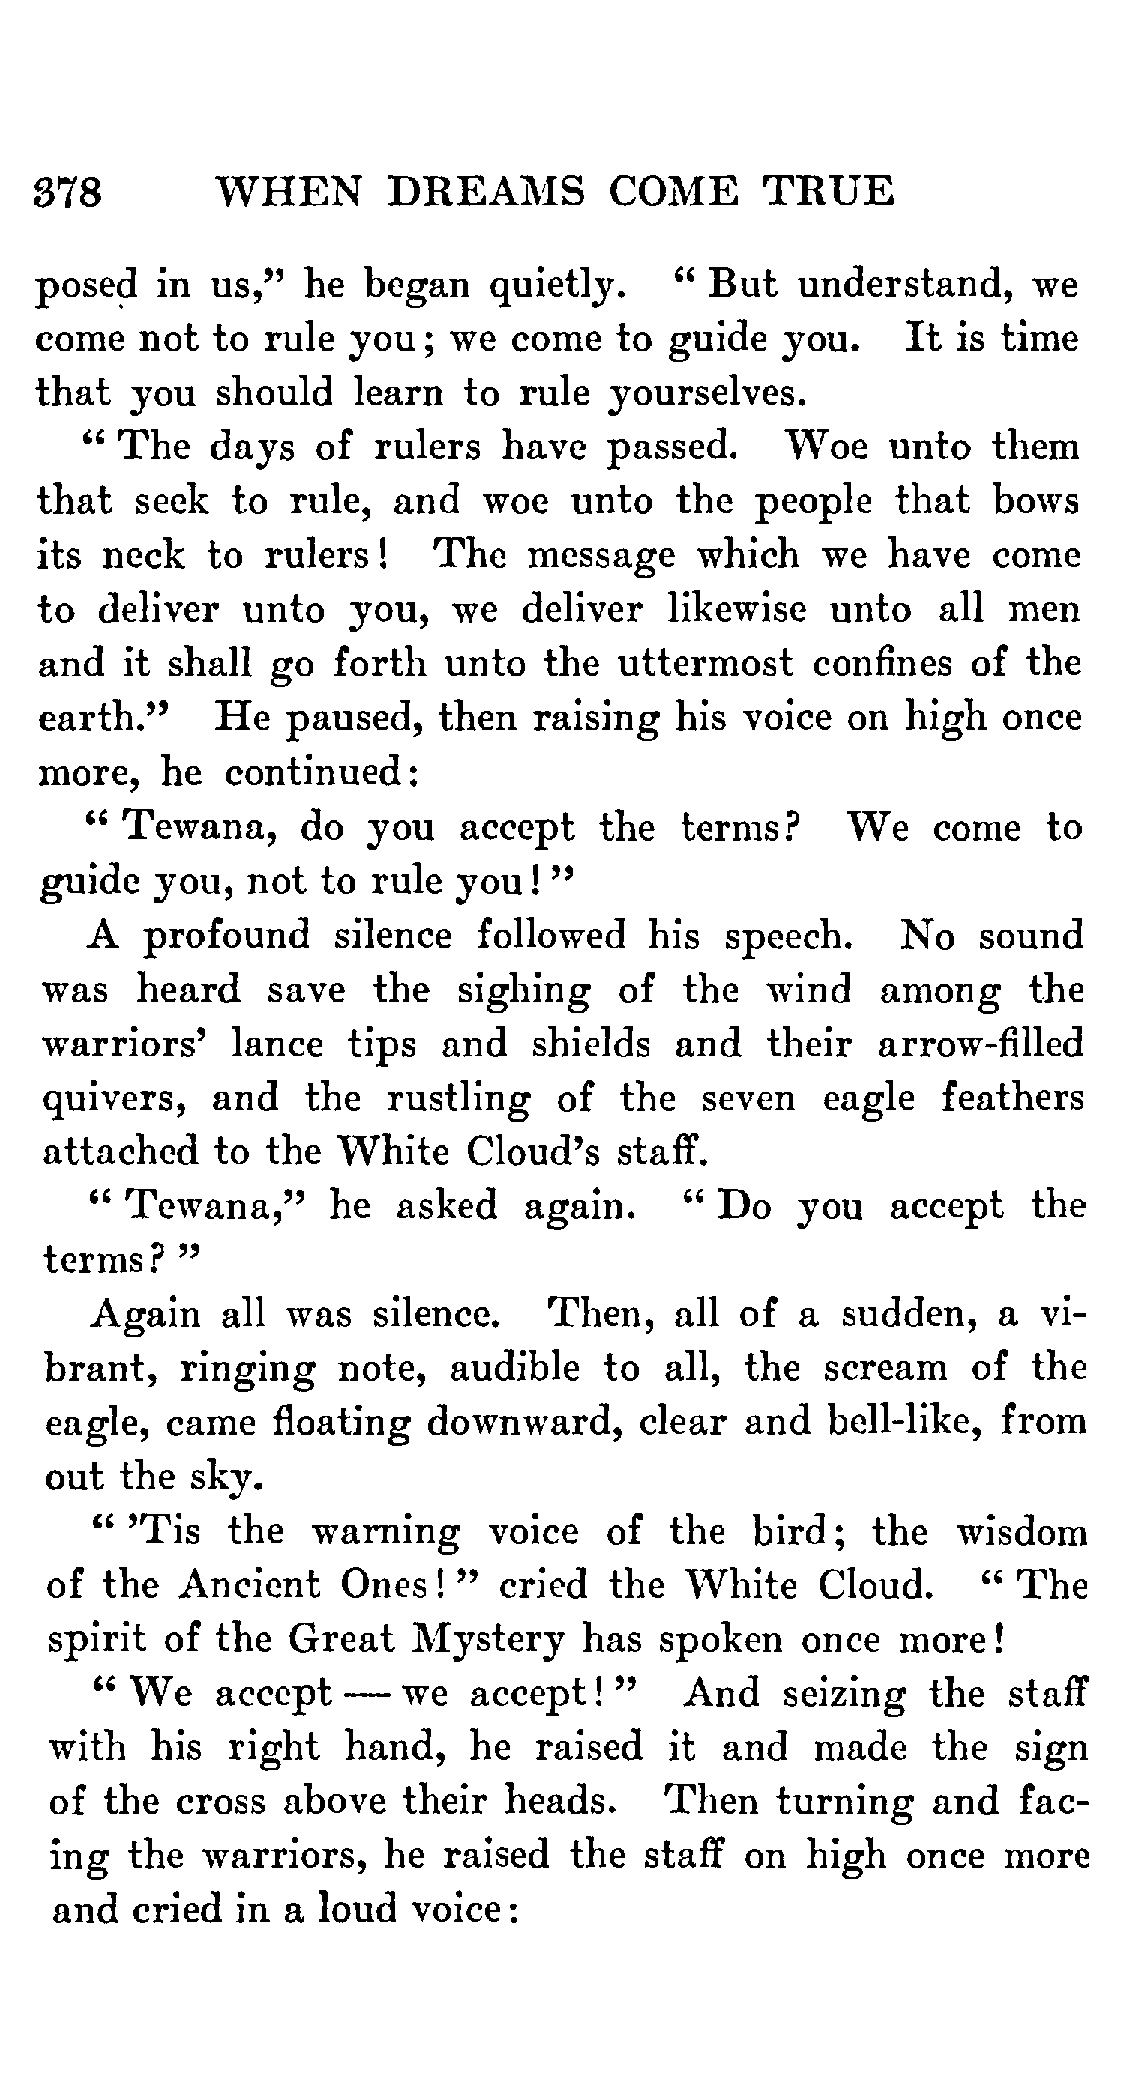 378 WHEN DREAMS COME TRUE
posed in us," he began quietly. "But understand, we
come not to rule you; we come to guide you. It is time
that you should learn to rule yourselves.
"The days of rulers have passed. Woe unto them
that seek to rule, and woe unto the people that bows
its neck to rulers! The message which we have come
to deliver unto you, we deliver likewise unto all men
and it shall go forth unto the uttermost confines of the
earth." He paused, then raising his voice on high once
more, he continued:
"Tewana, do you accept the terms? We come to
guide you, not to rule you!"
A profound silence followed his speech. No sound
was heard save the sighing of the wind among the
warriors' lance tips and shields and their arrow-filled
quivers, and the rustling of the seven eagle feathers
attached to the White Cloud's staff.
"Tewana," he asked again. "Do you accept the
terms?"
Again all was silence. Then, all of a sudden, a vi-
brant, ringing note, audible to all, the scream of the
eagle, came floating downward, clear and bell-like, from
out the sky.
"'Tis the warning voice of the bird; the wisdom
of the Ancient Ones!" cried the White Cloud. "The
spirit of the Great Mystery has spoken once more!
"We accept — we accept!" And seizing the staff
with his right hand, he raised it and made the sign
of the cross above their heads. Then turning and fac-
ing the warriors, he raised the staff on high once more
and cried in a loud voice: